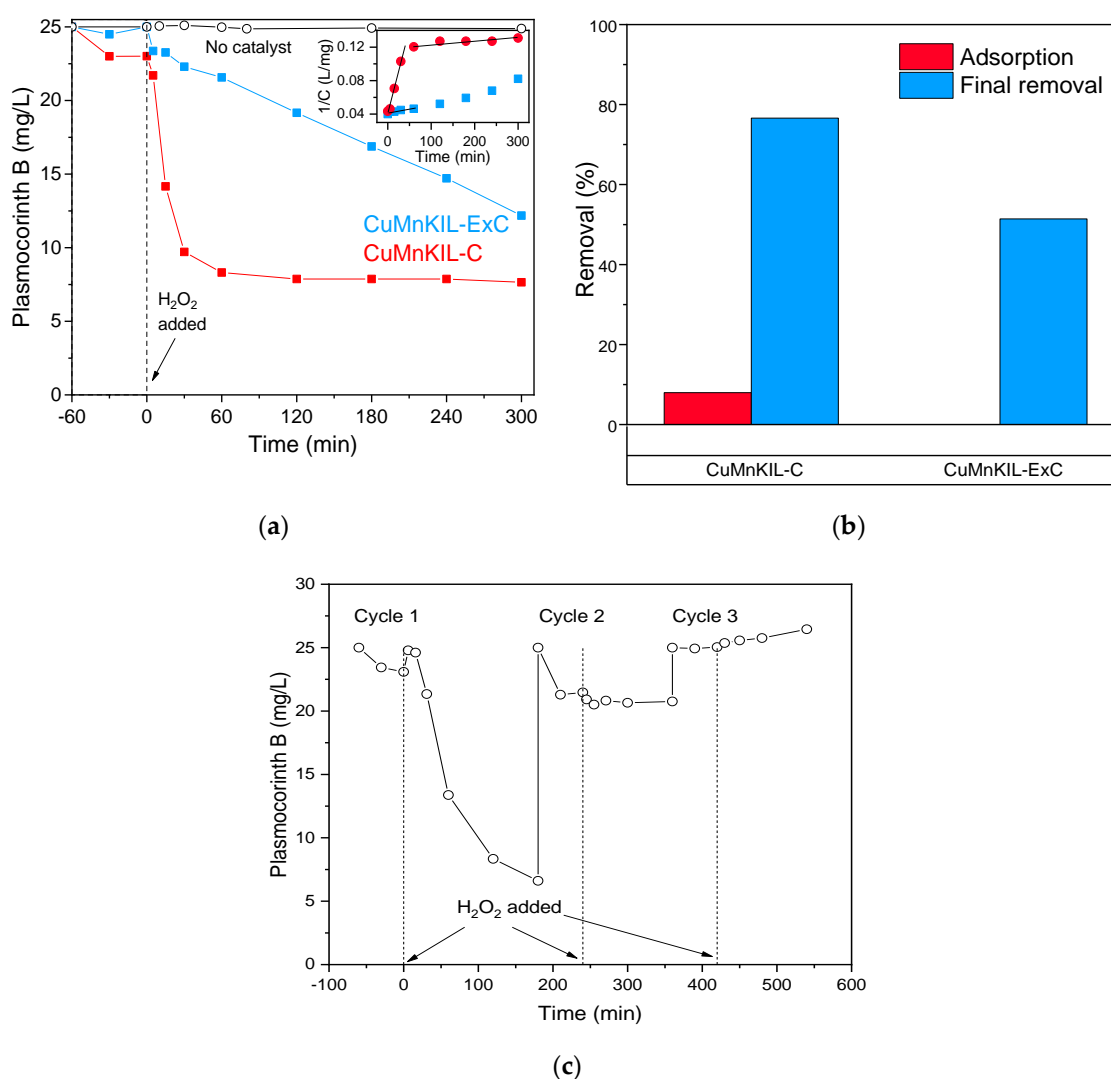 25
20
15
10
5
0
Plasmocorinth B (mg/L)
-60 0 60 120 180 240 300
Time (min)
No catalyst
CuMnKIL-ExC
CuMnKIL-C
H₂O₂
added
0.12
0.08
0.04
1/C (L/mg)
0 120 200 300
Time (min)
(a)
100
80
60
40
20
0
Removal (%)
Adsorption
Final removal
CuMnKIL-C CuMnKIL-ExC
(b)
30
25
20
15
10
5
0
Plasmocorinth B (mg/L)
Cycle 1 Cycle 2 Cycle 3
H₂O₂ added
-100 0 100 200 300 400 500 600
Time (min)
(c)